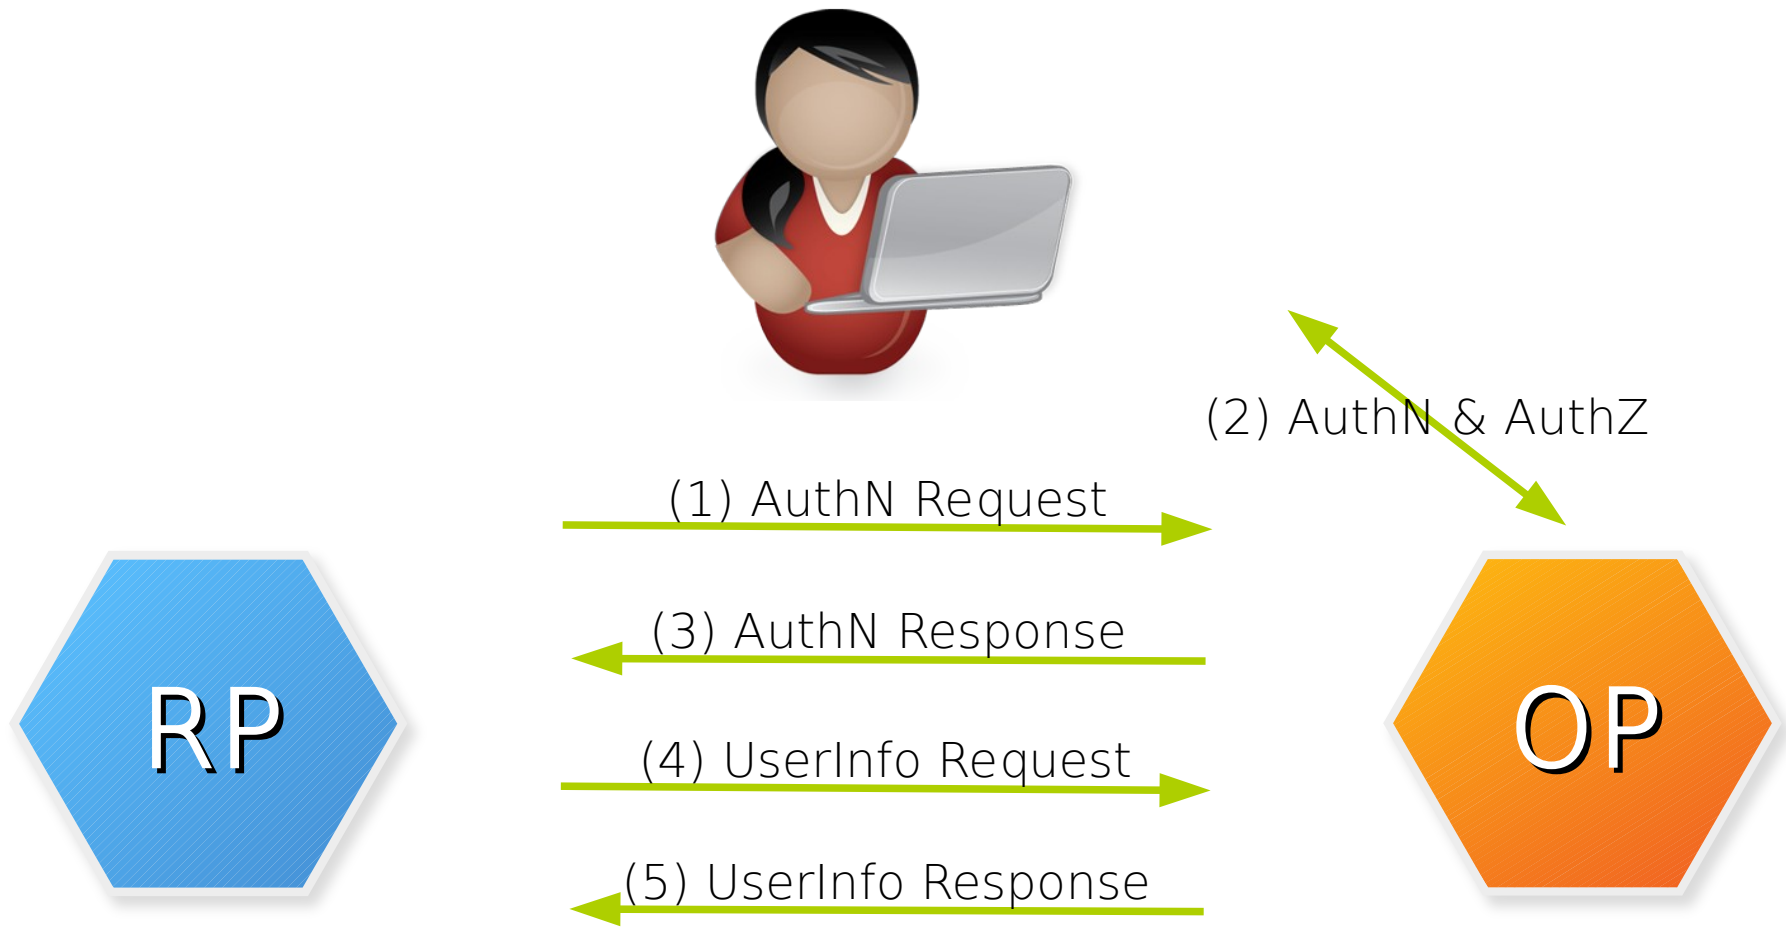 (2) AuthN & AuthZ
(1) AuthN Request
(3) AuthN Response
RP
OP
(4) UserInfo Request
(5) UserInfo Response